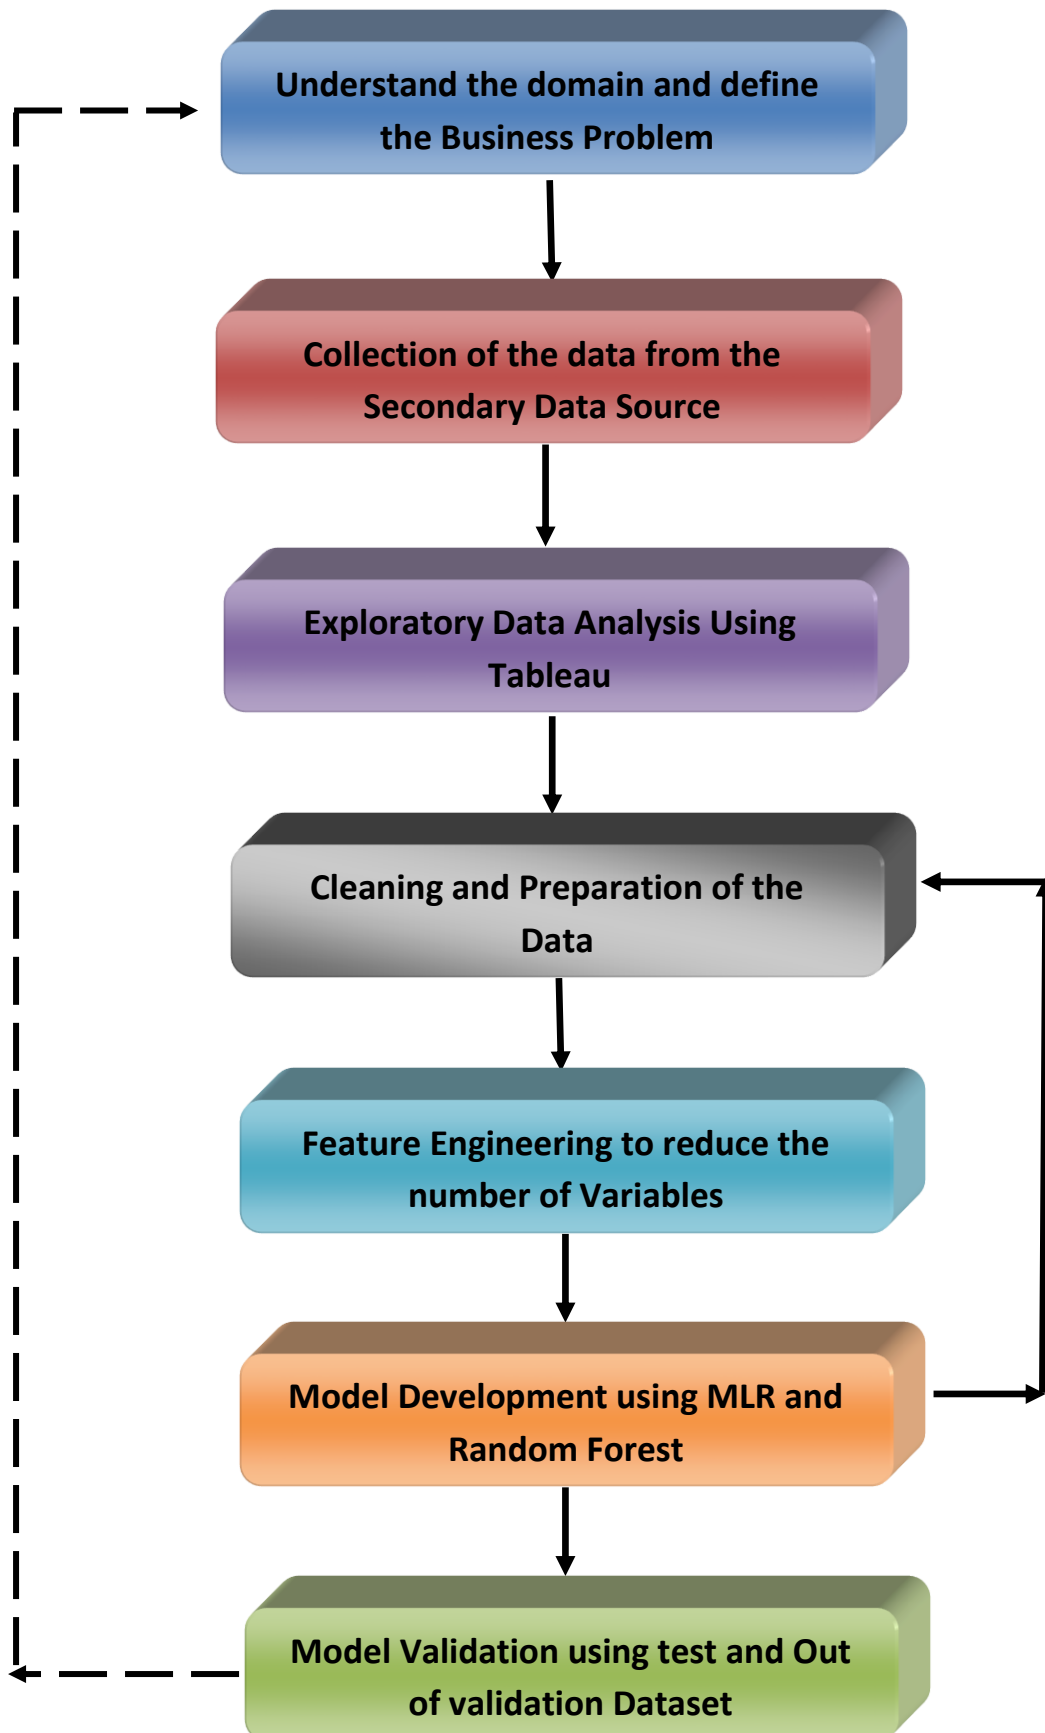 Understand the domain and define
the Business Problem
Collection of the data from the
Secondary Data Source
Exploratory Data Analysis Using
Tableau
Cleaning and Preparation of the
Data
Feature Engineering to reduce the
number of Variables
Model Development using MLR and
Random Forest
Model Validation using test and Out
of validation Dataset